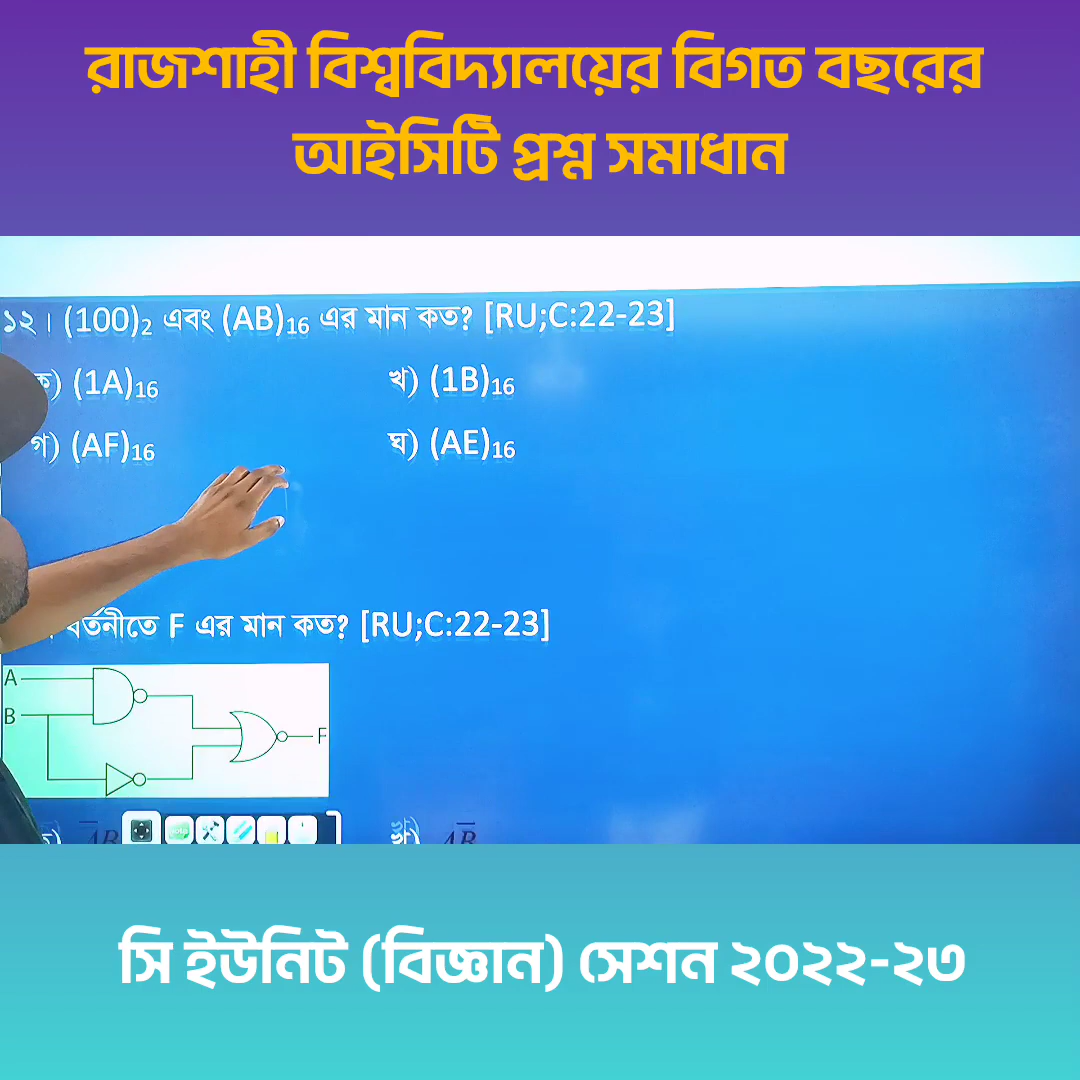 রাজশাহী বিশ্ববিদ্যালয়ের বিগত বছরের
আইসিটি প্রশ্ন সমাধান
১২। (100)2 এবং (AB)16 এর মান কত? [RU;C:22-23]
ক) (1A)16 খ) (1B)16
গ) (AF)16 ঘ) (AE)16
বর্তনীতে F এর মান কত? [RU;C:22-23]
A
B
F
খ)
সি ইউনিট (বিজ্ঞান) সেশন ২০২২-২৩